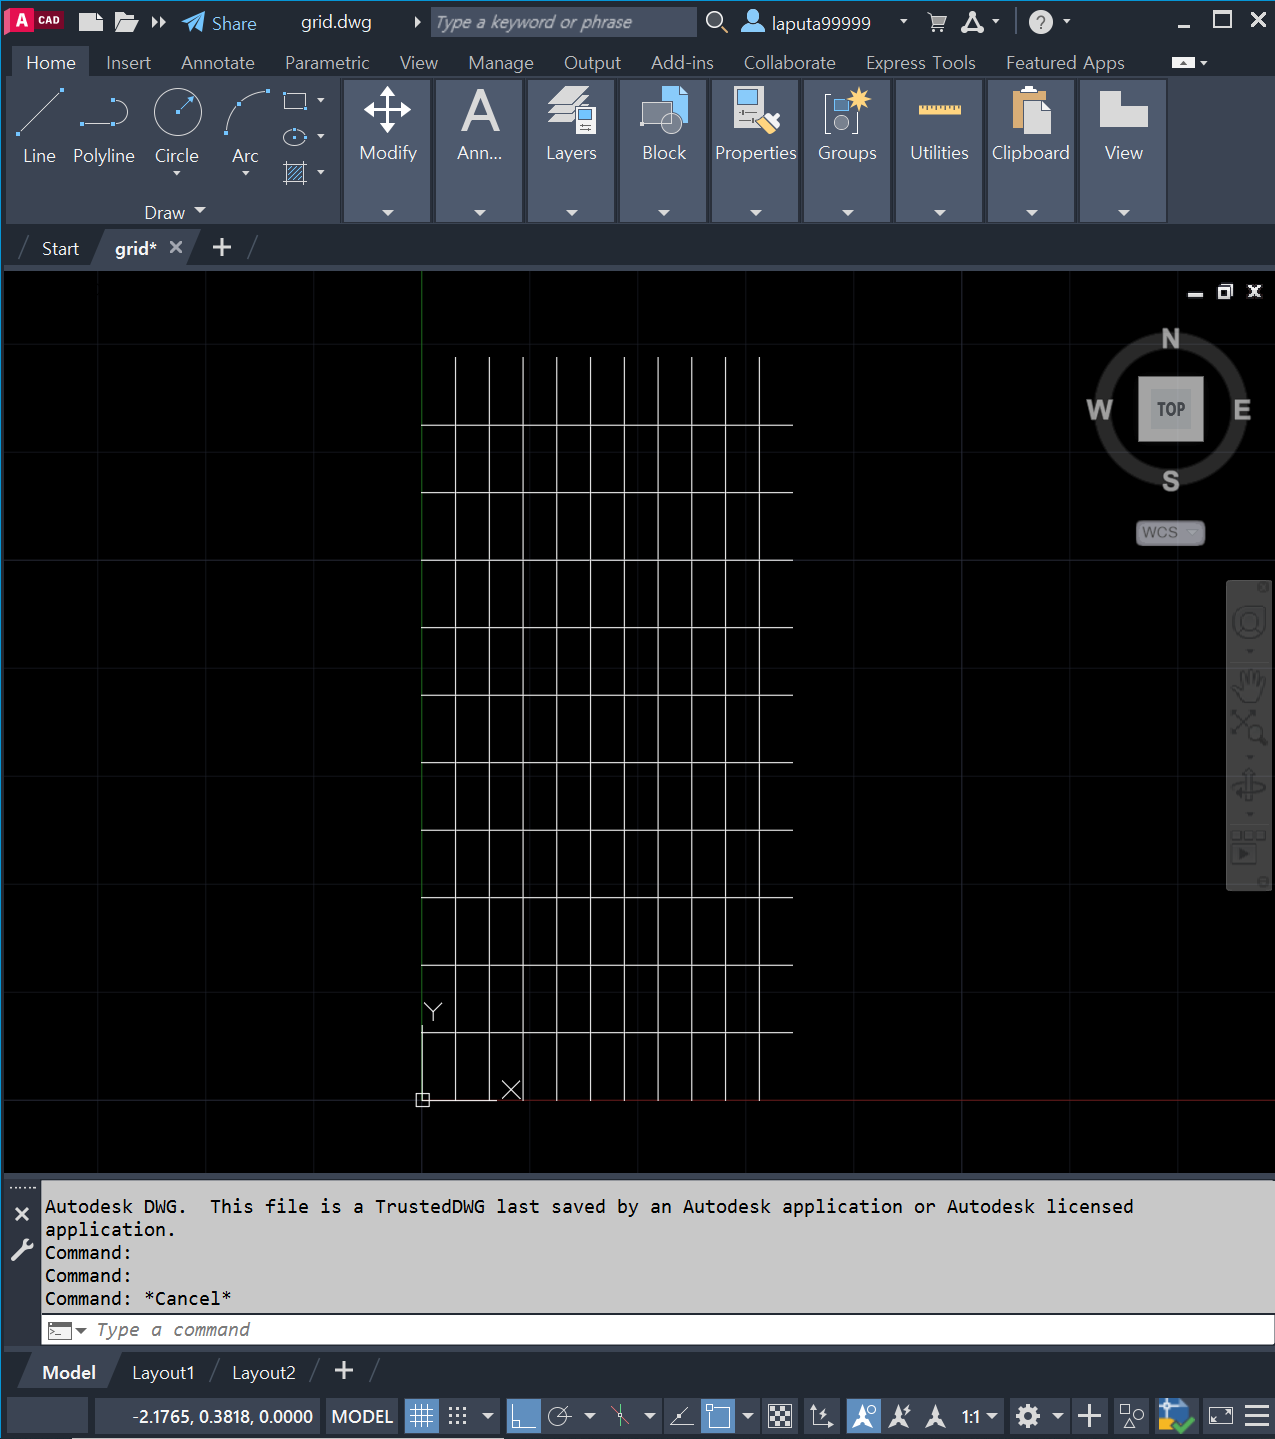 A CAD Share grid.dwg Type a keyword or phrase laputa99999 ?
Home Insert Annotate Parametric View Manage Output Add-ins Collaborate Express Tools Featured Apps
Line Polyline Circle Arc Modify Ann... Layers Block Properties Groups Utilities Clipboard View
Draw
Start grid* +
N
W TOP E
S
WCS
Y
X
Autodesk DWG.  This file is a TrustedDWG last saved by an Autodesk application or Autodesk licensed
application.
Command:
Command:
Command: *Cancel*
Type a command
Model Layout1 Layout2 +
-2.1765, 0.3818, 0.0000 MODEL 1:1